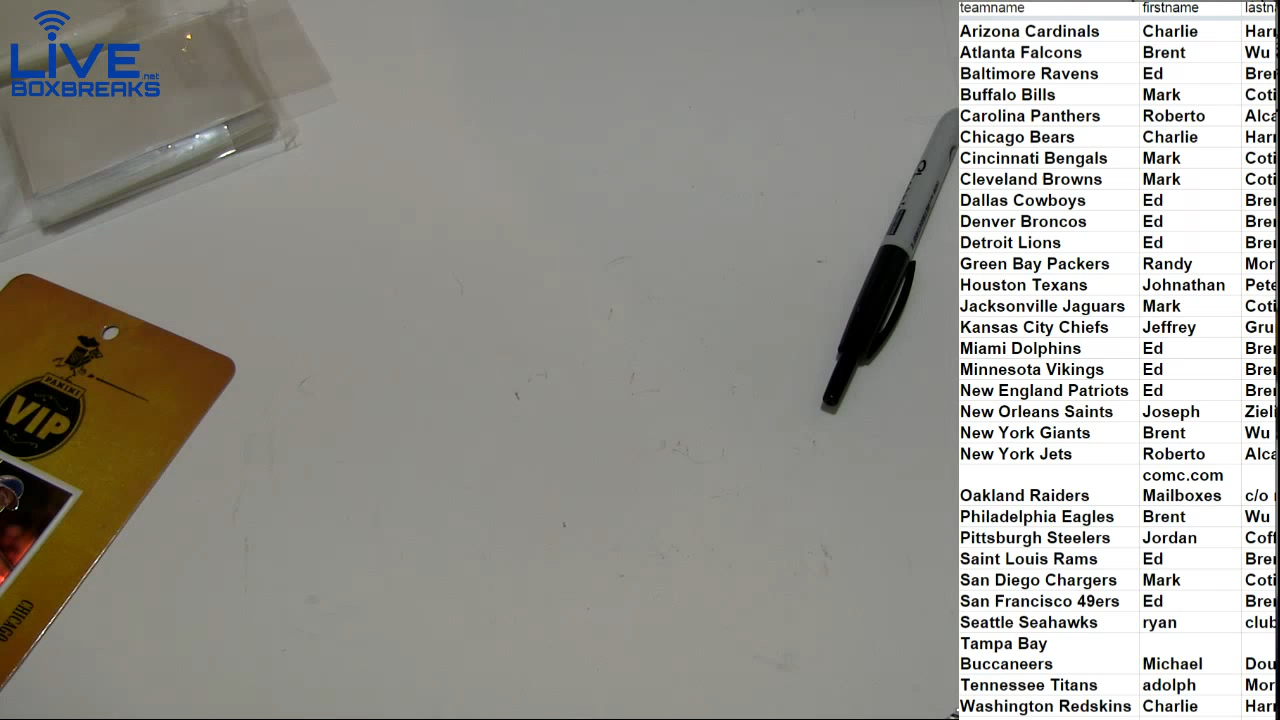 LIVE
.net
BOXBREAKS
PANINI
VIP
CHICAGO
teamname firstname lastn
Arizona Cardinals Charlie Harr
Atlanta Falcons Brent Wu
Baltimore Ravens Ed Bren
Buffalo Bills Mark Coti
Carolina Panthers Roberto Alca
Chicago Bears Charlie Harr
Cincinnati Bengals Mark Coti
Cleveland Browns Mark Coti
Dallas Cowboys Ed Bren
Denver Broncos Ed Bren
Detroit Lions Ed Bren
Green Bay Packers Randy Mor
Houston Texans Johnathan Pete
Jacksonville Jaguars Mark Coti
Kansas City Chiefs Jeffrey Gru
Miami Dolphins Ed Bren
Minnesota Vikings Ed Bren
New England Patriots Ed Bren
New Orleans Saints Joseph Ziel
New York Giants Brent Wu
New York Jets Roberto Alca
comc.com
Oakland Raiders Mailboxes c/o
Philadelphia Eagles Brent Wu
Pittsburgh Steelers Jordan Coff
Saint Louis Rams Ed Bren
San Diego Chargers Mark Coti
San Francisco 49ers Ed Bren
Seattle Seahawks ryan club
Tampa Bay
Buccaneers Michael Dou
Tennessee Titans adolph Mor
Washington Redskins Charlie Harr